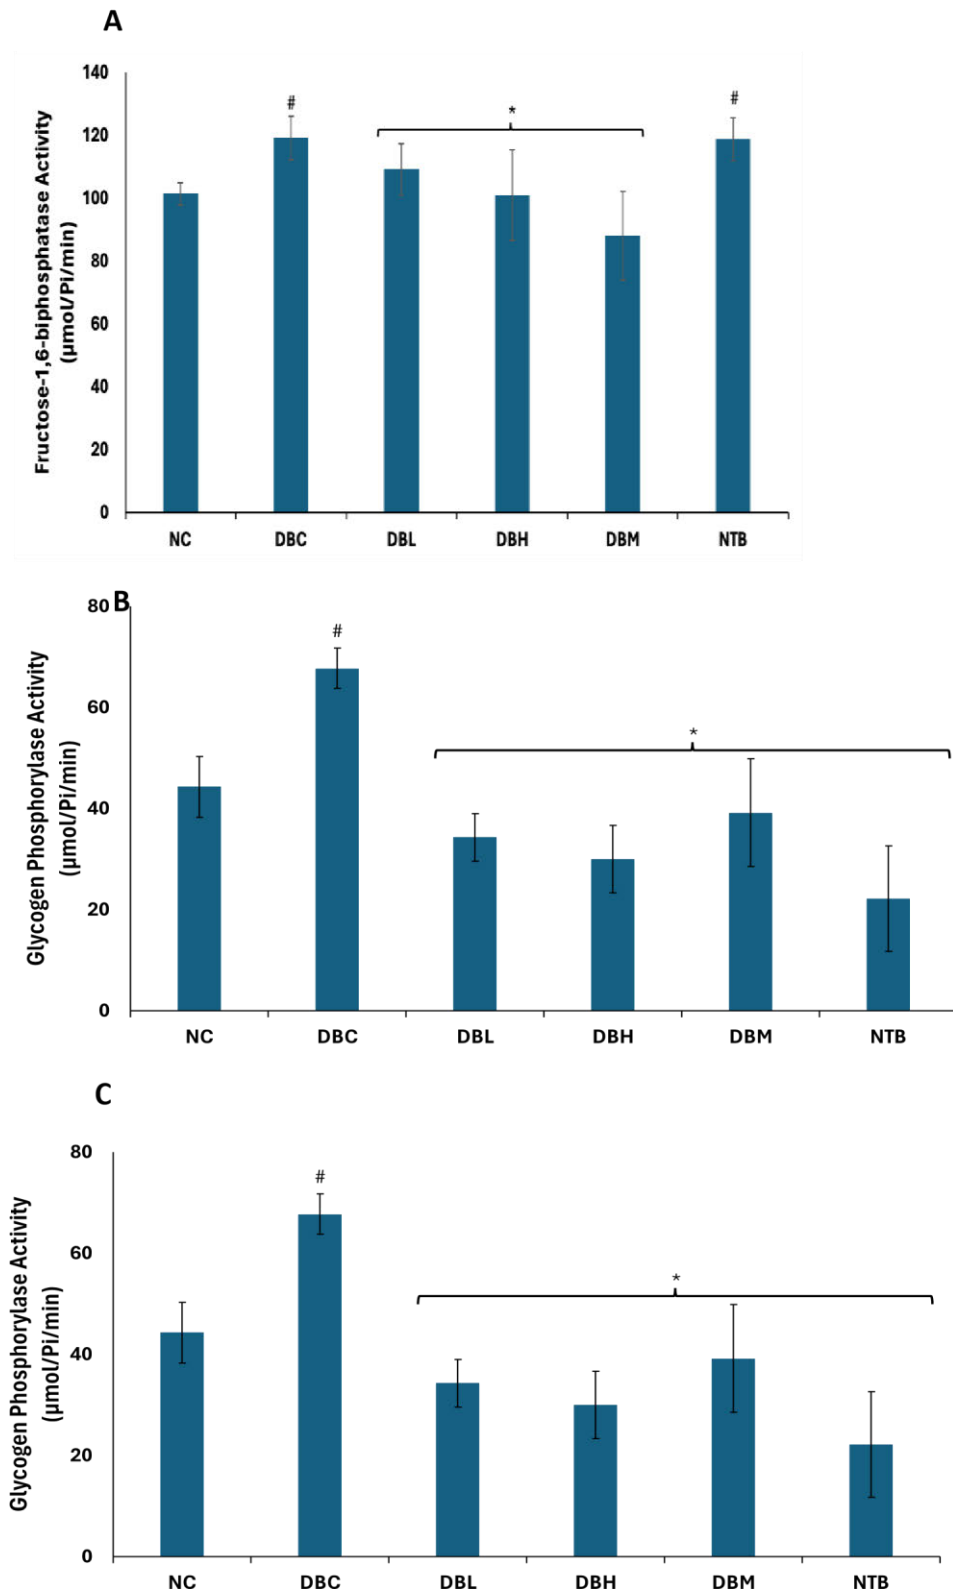 A
Fructose-1,6-biphosphatase Activity
(µmol/Pi/min)
140
120
100
80
60
40
20
0
#
*
#
NC DBC DBL DBH DBM NTB
B
Glycogen Phosphorylase Activity
(µmol/Pi/min)
80
60
40
20
0
#
*
NC DBC DBL DBH DBM NTB
C
Glycogen Phosphorylase Activity
(µmol/Pi/min)
80
60
40
20
0
#
*
NC DBC DBL DBH DBM NTB